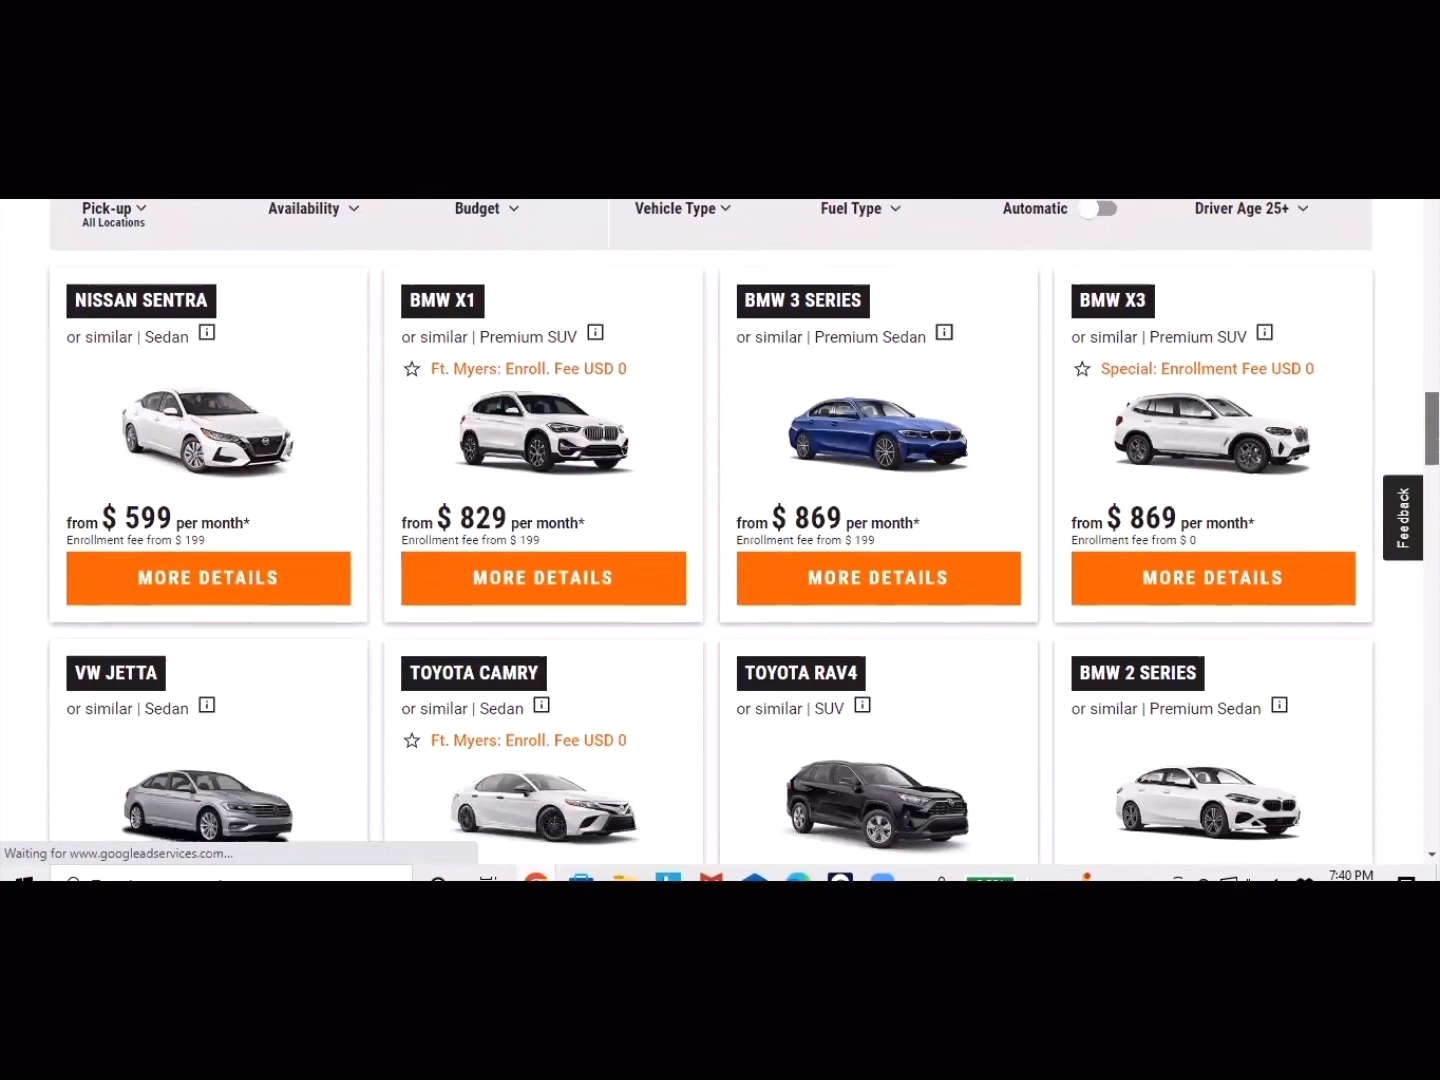 Pick-up
All Locations
Availability
Budget
Vehicle Type
Fuel Type
Automatic
Driver Age 25+
NISSAN SENTRA
or similar | Sedan
from $ 599 per month*
Enrollment fee from $ 199
MORE DETAILS
BMW X1
or similar | Premium SUV
Ft. Myers: Enroll. Fee USD 0
from $ 829 per month*
Enrollment fee from $ 199
MORE DETAILS
BMW 3 SERIES
or similar | Premium Sedan
from $ 869 per month*
Enrollment fee from $ 199
MORE DETAILS
BMW X3
or similar | Premium SUV
Special: Enrollment Fee USD 0
from $ 869 per month*
Enrollment fee from $ 0
MORE DETAILS
Feedback
VW JETTA
or similar | Sedan
TOYOTA CAMRY
or similar | Sedan
Ft. Myers: Enroll. Fee USD 0
TOYOTA RAV4
or similar | SUV
BMW 2 SERIES
or similar | Premium Sedan
Waiting for www.googleadservices.com...
7:40 PM